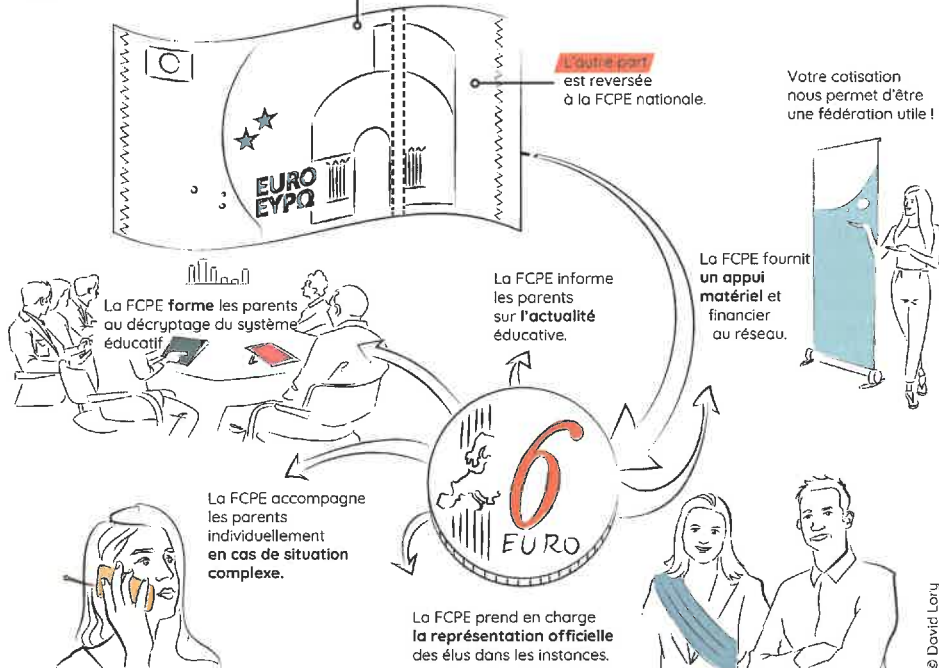 L'autre part
est reversée
à la FCPE nationale.
Votre cotisation
nous permet d'être
une fédération utile !
EURO
EYPΩ
La FCPE fournit
un appui
matériel et
financier
au réseau.
La FCPE informe
les parents
sur l'actualité
éducative.
La FCPE forme les parents
au décryptage du système
éducatif
6
EURO
La FCPE accompagne
les parents
individuellement
en cas de situation
complexe.
La FCPE prend en charge
la représentation officielle
des élus dans les instances.
© David Lory